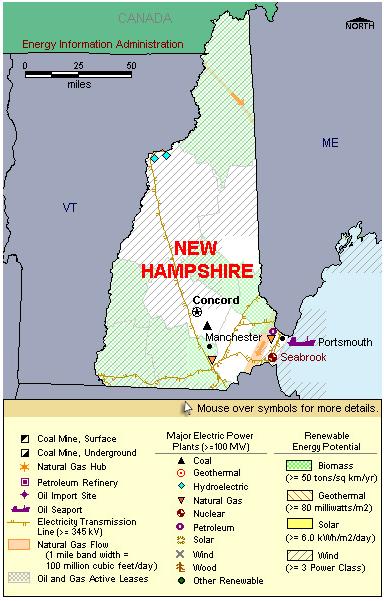 CANADA
NORTH
Energy Information Administration
0 25 50
miles
ME
VT
NEW
HAMPSHIRE
Concord
Manchester
Portsmouth
Seabrook
Mouse over symbols for more details.
Coal Mine, Surface
Coal Mine, Underground
Natural Gas Hub
Petroleum Refinery
Oil Import Site
Oil Seaport
Electricity Transmission
Line (>= 345 kV)
Natural Gas Flow
(1 mile band width =
100 million cubic feet/day)
Oil and Gas Active Leases
Major Electric Power
Plants (>=100 MW)
Coal
Geothermal
Hydroelectric
Natural Gas
Nuclear
Petroleum
Solar
Wind
Wood
Other Renewable
Renewable
Energy Potential
Biomass
(>= 50 tons/sq km/yr)
Geothermal
(>= 80 milliwatts/m2)
Solar
(>= 6.0 kWh/m2/day)
Wind
(>= 3 Power Class)